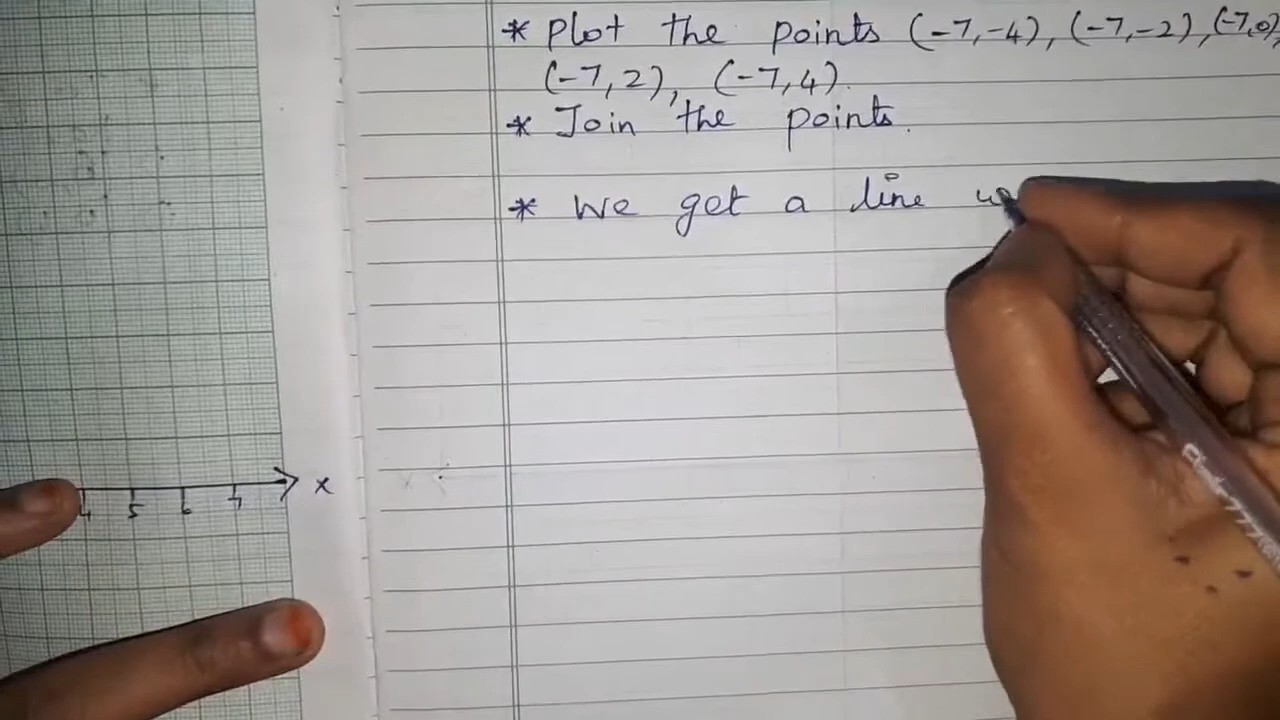 * Plot the points (-7,-4), (-7,-2), (-7,0),
(-7,2), (-7,4).
* Join the points.
* We get a line
4 5 6 7 x